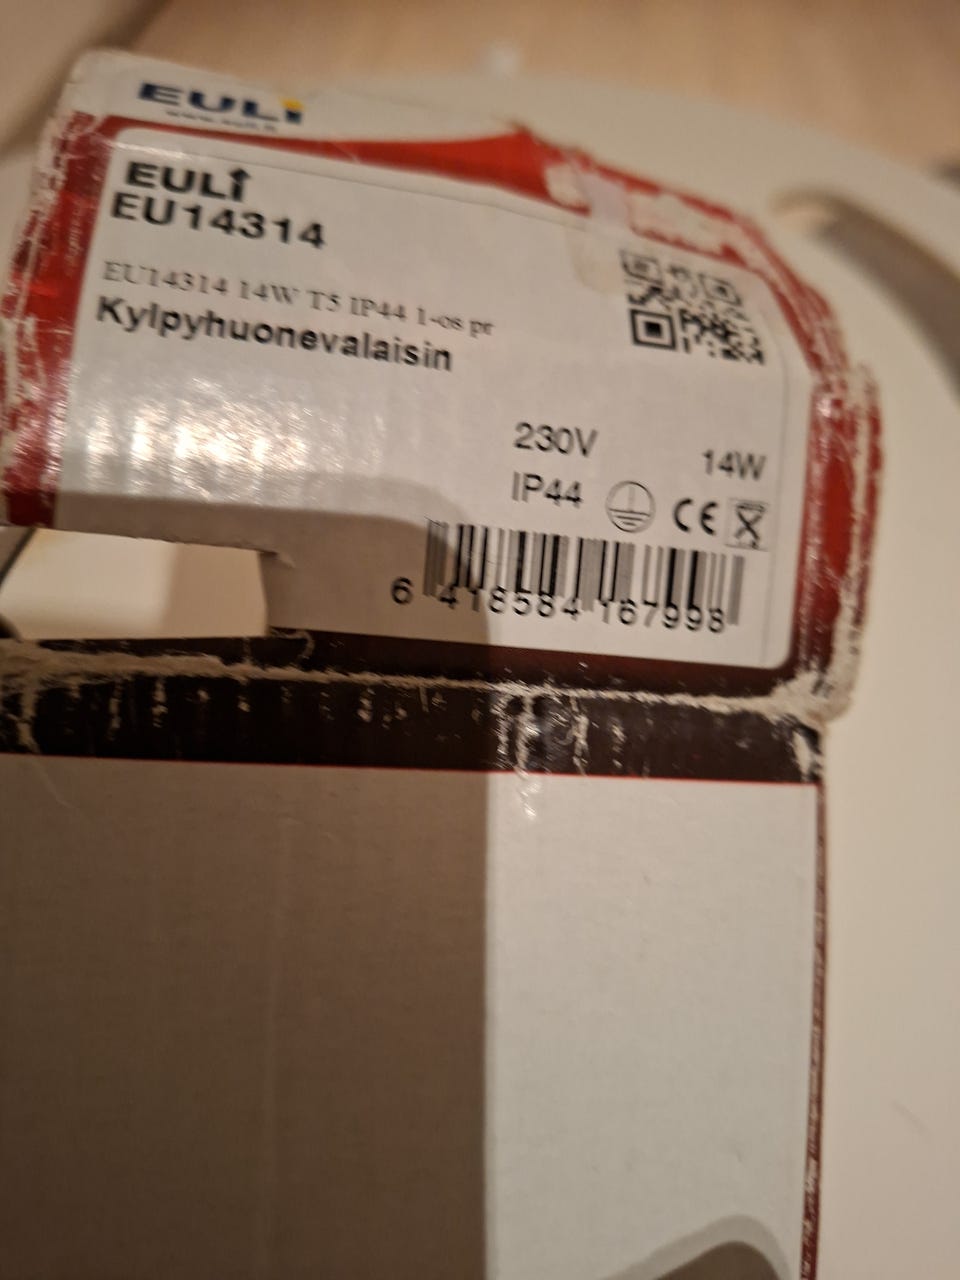 EULi
EULi
EU14314
EU14314 14W T5 IP44 1-os pr
Kylpyhuonevalaisin
230V 14W
IP44 CE
6 418584 167998